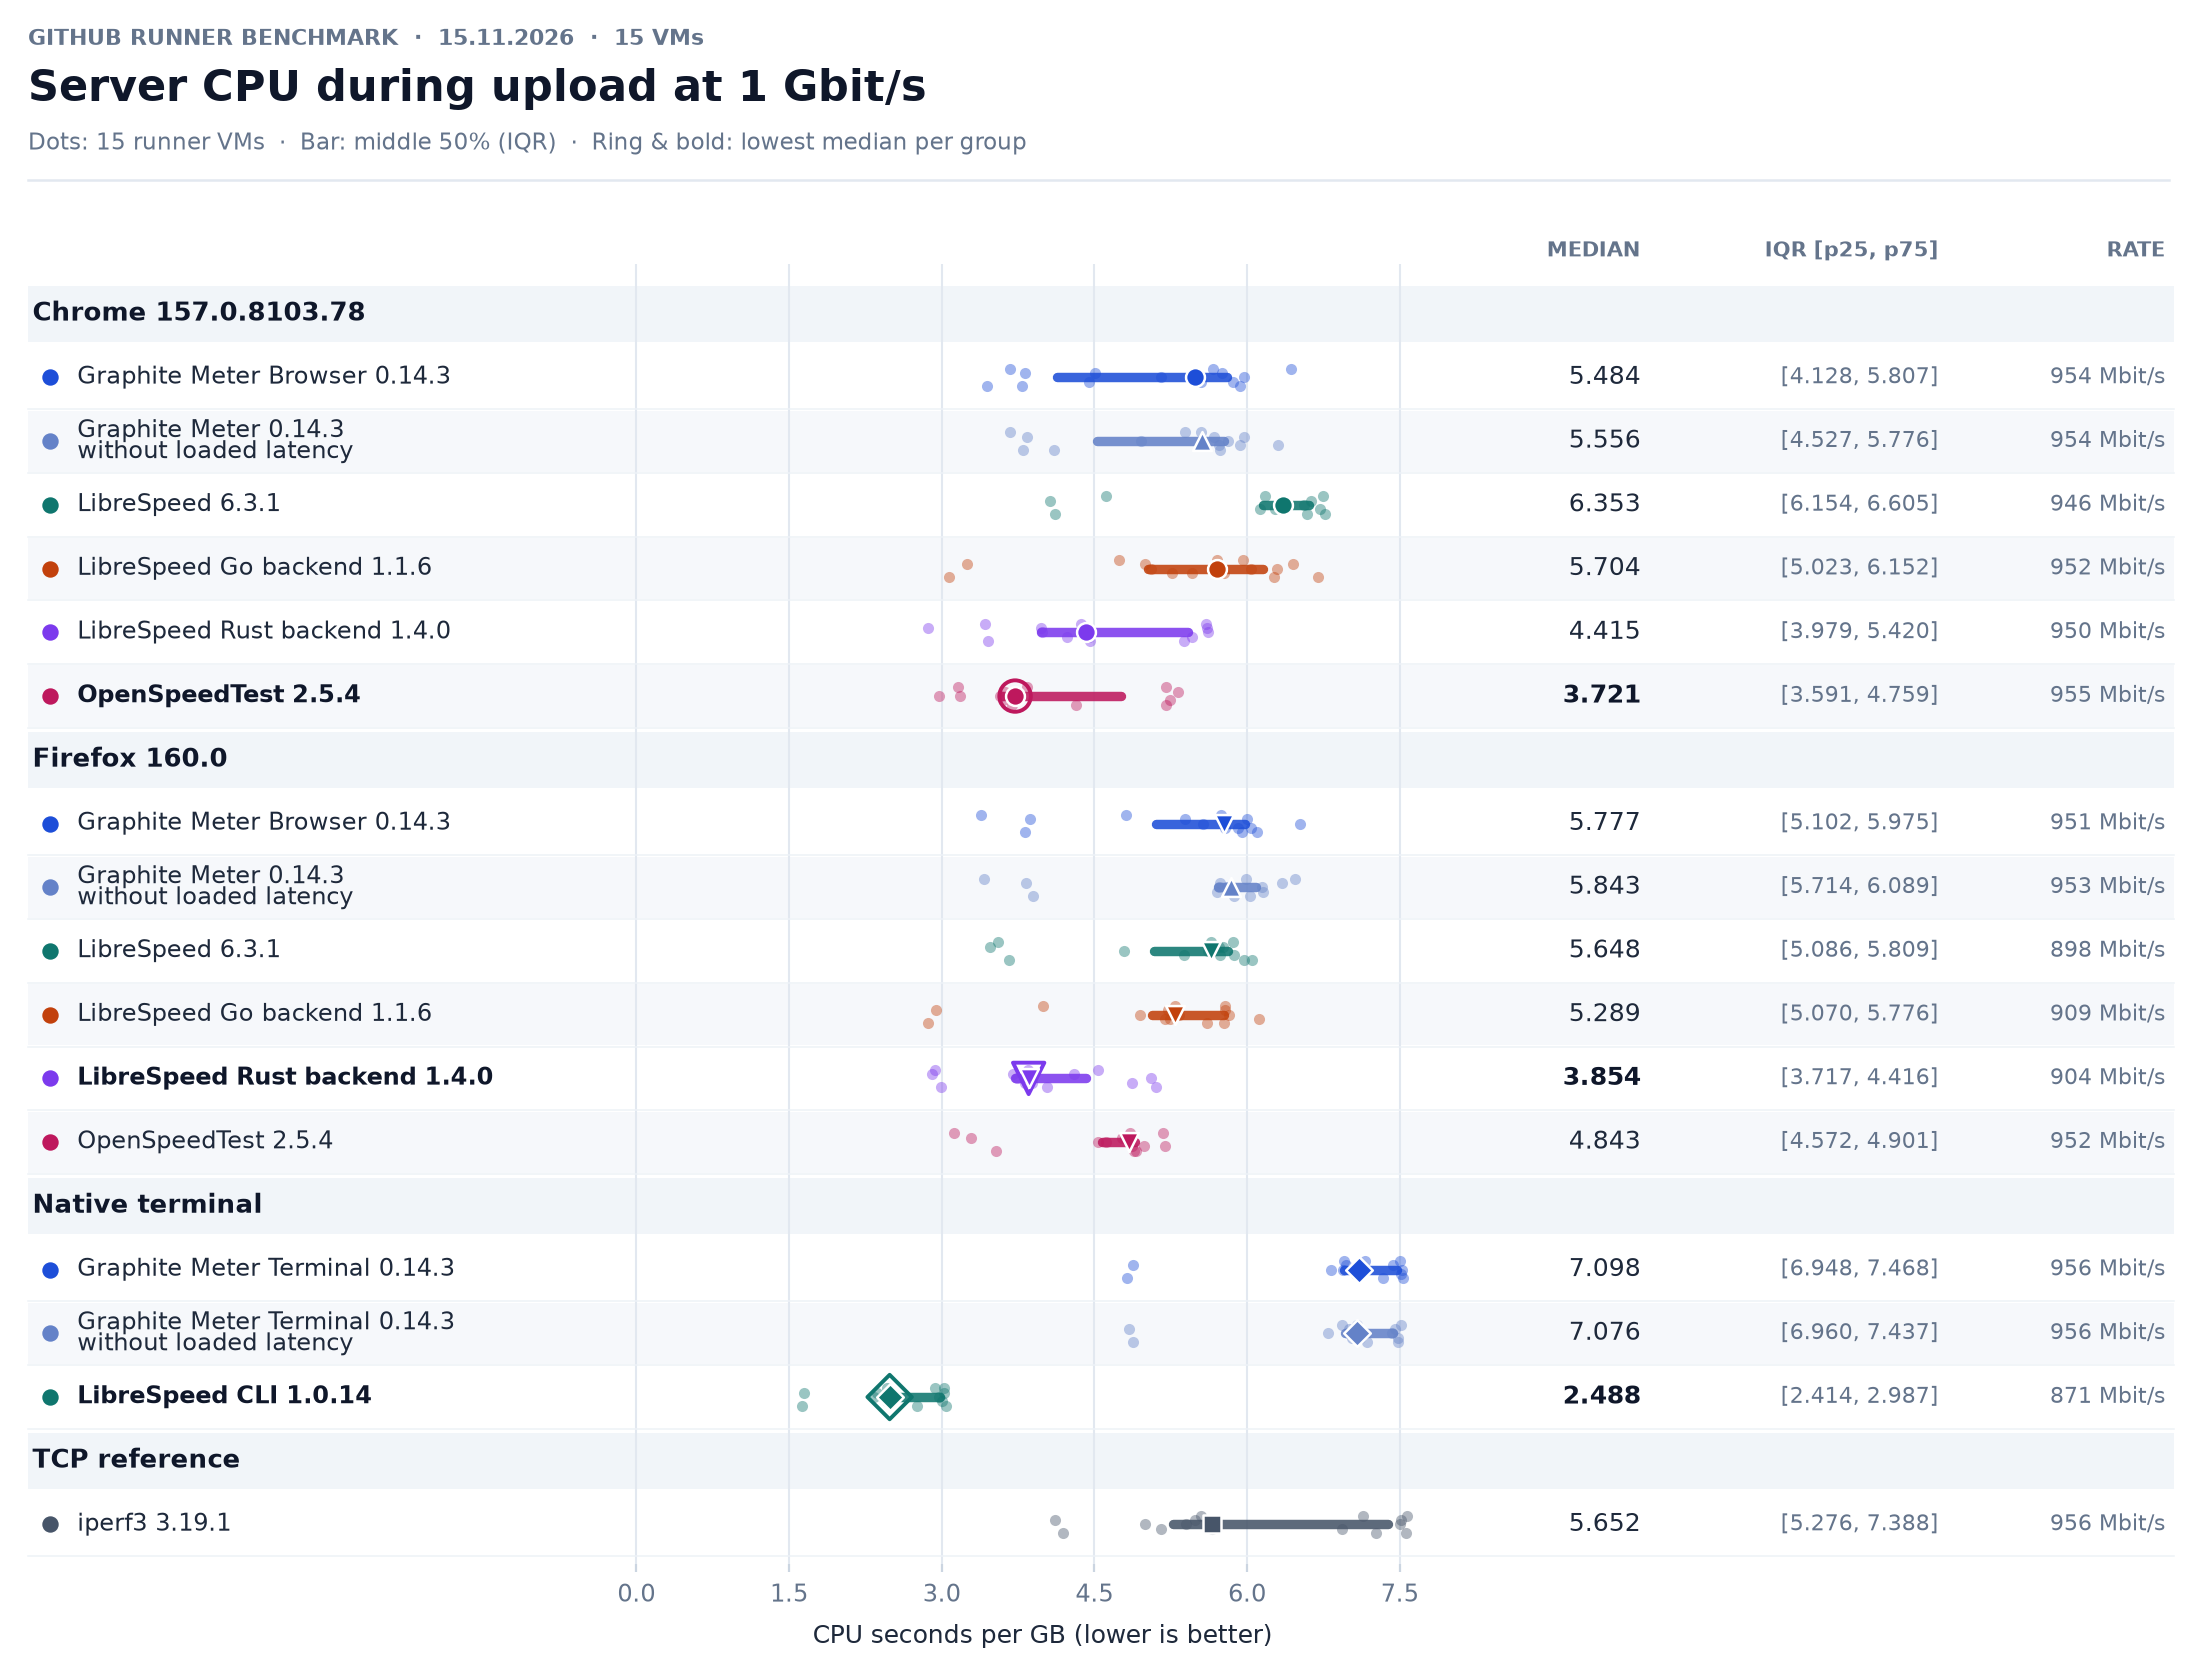 GITHUB RUNNER BENCHMARK · 15.11.2026 · 15 VMs
Server CPU during upload at 1 Gbit/s
Dots: 15 runner VMs · Bar: middle 50% (IQR) · Ring & bold: lowest median per group
MEDIAN IQR [p25, p75] RATE
Chrome 157.0.8103.78
Graphite Meter Browser 0.14.3 5.484 [4.128, 5.807] 954 Mbit/s
Graphite Meter 0.14.3
without loaded latency 5.556 [4.527, 5.776] 954 Mbit/s
LibreSpeed 6.3.1 6.353 [6.154, 6.605] 946 Mbit/s
LibreSpeed Go backend 1.1.6 5.704 [5.023, 6.152] 952 Mbit/s
LibreSpeed Rust backend 1.4.0 4.415 [3.979, 5.420] 950 Mbit/s
OpenSpeedTest 2.5.4 3.721 [3.591, 4.759] 955 Mbit/s
Firefox 160.0
Graphite Meter Browser 0.14.3 5.777 [5.102, 5.975] 951 Mbit/s
Graphite Meter 0.14.3
without loaded latency 5.843 [5.714, 6.089] 953 Mbit/s
LibreSpeed 6.3.1 5.648 [5.086, 5.809] 898 Mbit/s
LibreSpeed Go backend 1.1.6 5.289 [5.070, 5.776] 909 Mbit/s
LibreSpeed Rust backend 1.4.0 3.854 [3.717, 4.416] 904 Mbit/s
OpenSpeedTest 2.5.4 4.843 [4.572, 4.901] 952 Mbit/s
Native terminal
Graphite Meter Terminal 0.14.3 7.098 [6.948, 7.468] 956 Mbit/s
Graphite Meter Terminal 0.14.3
without loaded latency 7.076 [6.960, 7.437] 956 Mbit/s
LibreSpeed CLI 1.0.14 2.488 [2.414, 2.987] 871 Mbit/s
TCP reference
iperf3 3.19.1 5.652 [5.276, 7.388] 956 Mbit/s
0.0 1.5 3.0 4.5 6.0 7.5
CPU seconds per GB (lower is better)